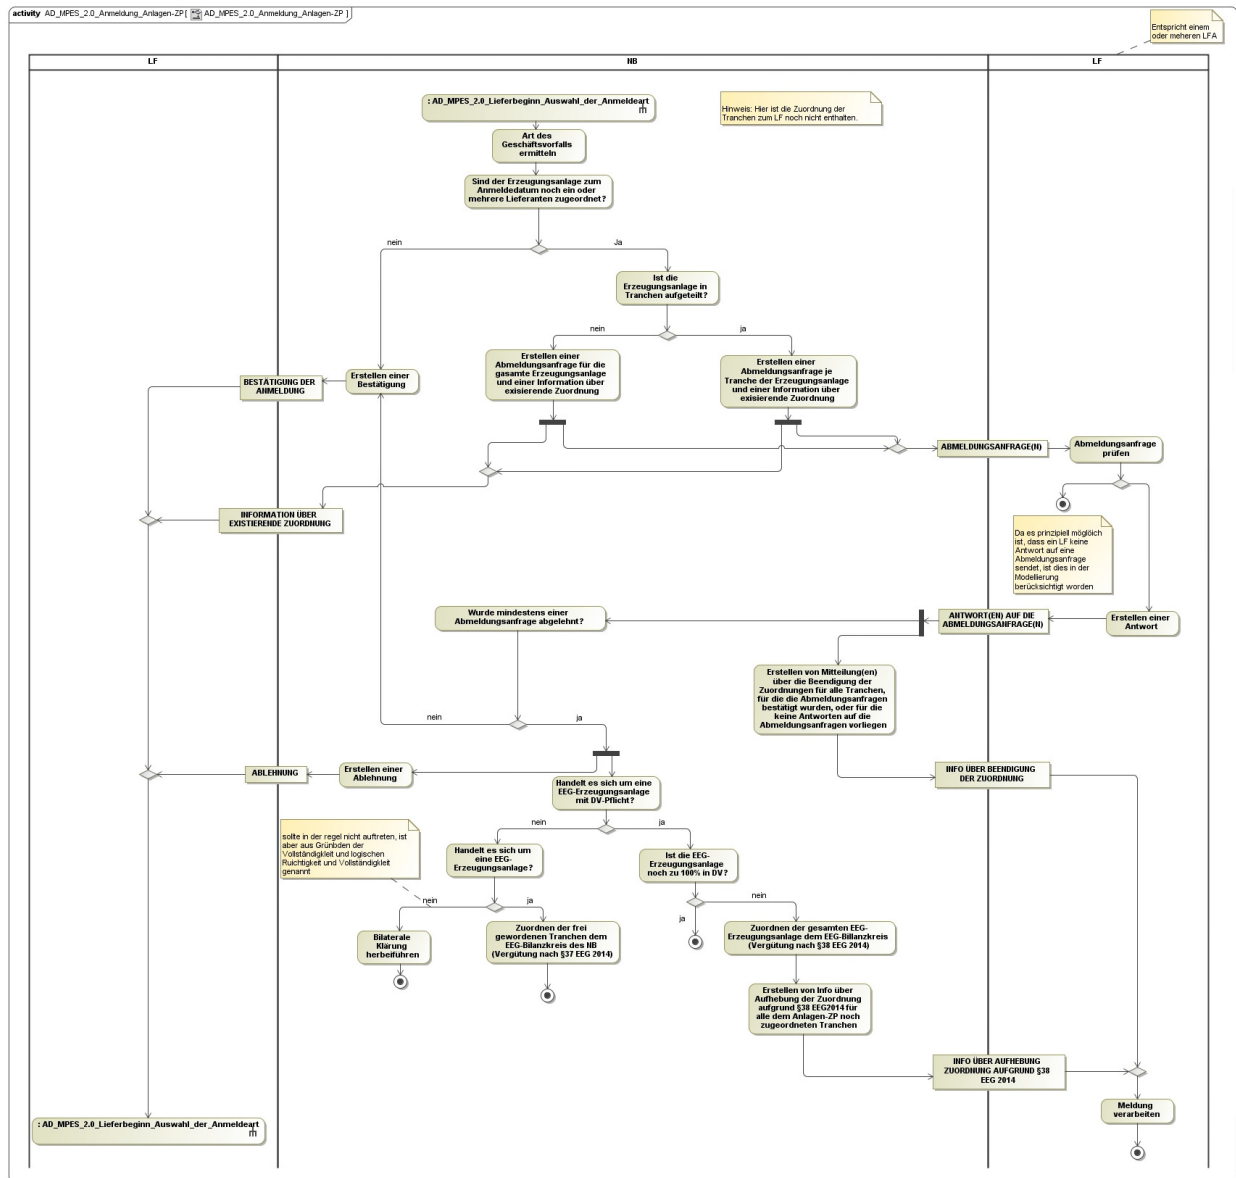 activity AD_MPES_2.0_Anmeldung_Anlagen-ZP[ AD_MPES_2.0_Anmeldung_Anlagen-ZP ]
Entspricht einem
oder meheren LFA
LF
NB
LF
: AD_MPES_2.0_Lieferbeginn_Auswahl_der_Anmeldeart
Hinweis: Hier ist die Zuordnung der
Tranchen zum LF noch nicht enthalten.
Art des
Geschäftsvorfalls
ermitteln
Sind der Erzeugungsanlage zum
Anmeldedatum noch ein oder
mehrere Lieferanten zugeordnet?
nein
Ja
Ist die
Erzeugungsanlage in
Tranchen aufgeteilt?
nein
ja
Erstellen einer
Abmeldungsanfrage für die
gasamte Erzeugungsanlage
und einer Information über
exisierende Zuordnung
Erstellen einer
Abmeldungsanfrage je
Tranche der Erzeugungsanlage
und einer Information über
exisierende Zuordnung
BESTÄTIGUNG DER
ANMELDUNG
Erstellen einer
Bestätigung
ABMELDUNGSANFRAGE(N)
Abmeldungsanfrage
prüfen
INFORMATION ÜBER
EXISTIERENDE ZUORDNUNG
Da es prinzipiell möglöich
ist, dass ein LF keine
Antwort auf eine
Abmeldungsanfrage
sendet, ist dies in der
Modellierung
berücksichtigt worden
Wurde mindestens einer
Abmeldungsanfrage abgelehnt?
ANTWORT(EN) AUF DIE
ABMELDUNGSANFRAGE(N)
Erstellen einer
Antwort
Erstellen von Mitteilung(en)
über die Beendigung der
Zuordnungen für alle Tranchen,
für die die Abmeldungsanfragen
bestätigt wurden, oder für die
keine Antworten auf die
Abmeldungsanfragen vorliegen
nein
ja
ABLEHNUNG
Erstellen einer
Ablehnung
Handelt es sich um eine
EEG-Erzeugungsanlage
mit DV-Pflicht?
INFO ÜBER BEENDIGUNG
DER ZUORDNUNG
nein
ja
sollte in der regel nicht auftreten, ist
aber aus Grünbden der
Vollständigkeit und logischen
Ruichtigkeit und Vollständigkleit
genannt
Handelt es sich um
eine EEG-
Erzeugungsanlage?
Ist die EEG-
Erzeugungsanlage
noch zu 100% in DV?
nein
ja
ja
nein
Bilaterale
Klärung
herbeiführen
Zuordnen der frei
gewordenen Tranchen dem
EEG-Bilanzkreis des NB
(Vergütung nach §37 EEG 2014)
Zuordnen der gesamten EEG-
Erzeugungsanlage dem EEG-Bilanzkreis
(Vergütung nach §38 EEG 2014)
Erstellen von Info über
Aufhebung der Zuordnung
aufgrund §38 EEG2014 für
alle dem Anlagen-ZP noch
zugeordneten Tranchen
INFO ÜBER AUFHEBUNG
ZUORDNUNG AUFGRUND §38
EEG 2014
Meldung
verarbeiten
: AD_MPES_2.0_Lieferbeginn_Auswahl_der_Anmeldeart